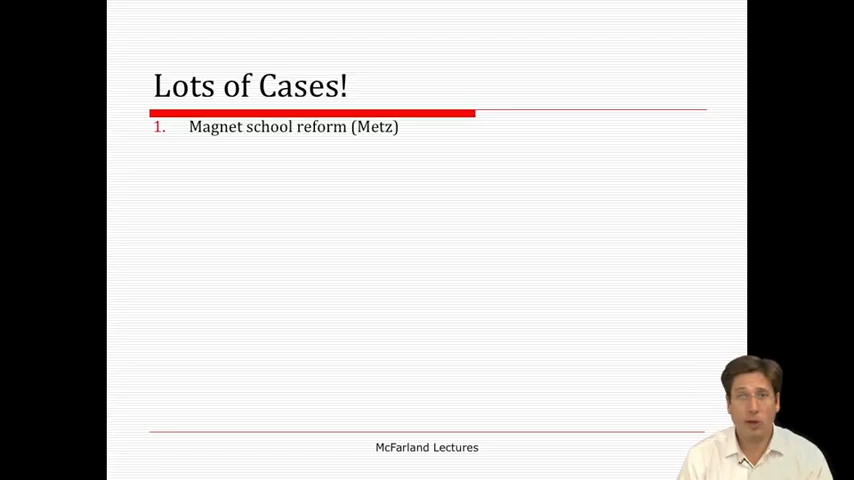 Lots of Cases!
1. Magnet school reform (Metz)
McFarland Lectures